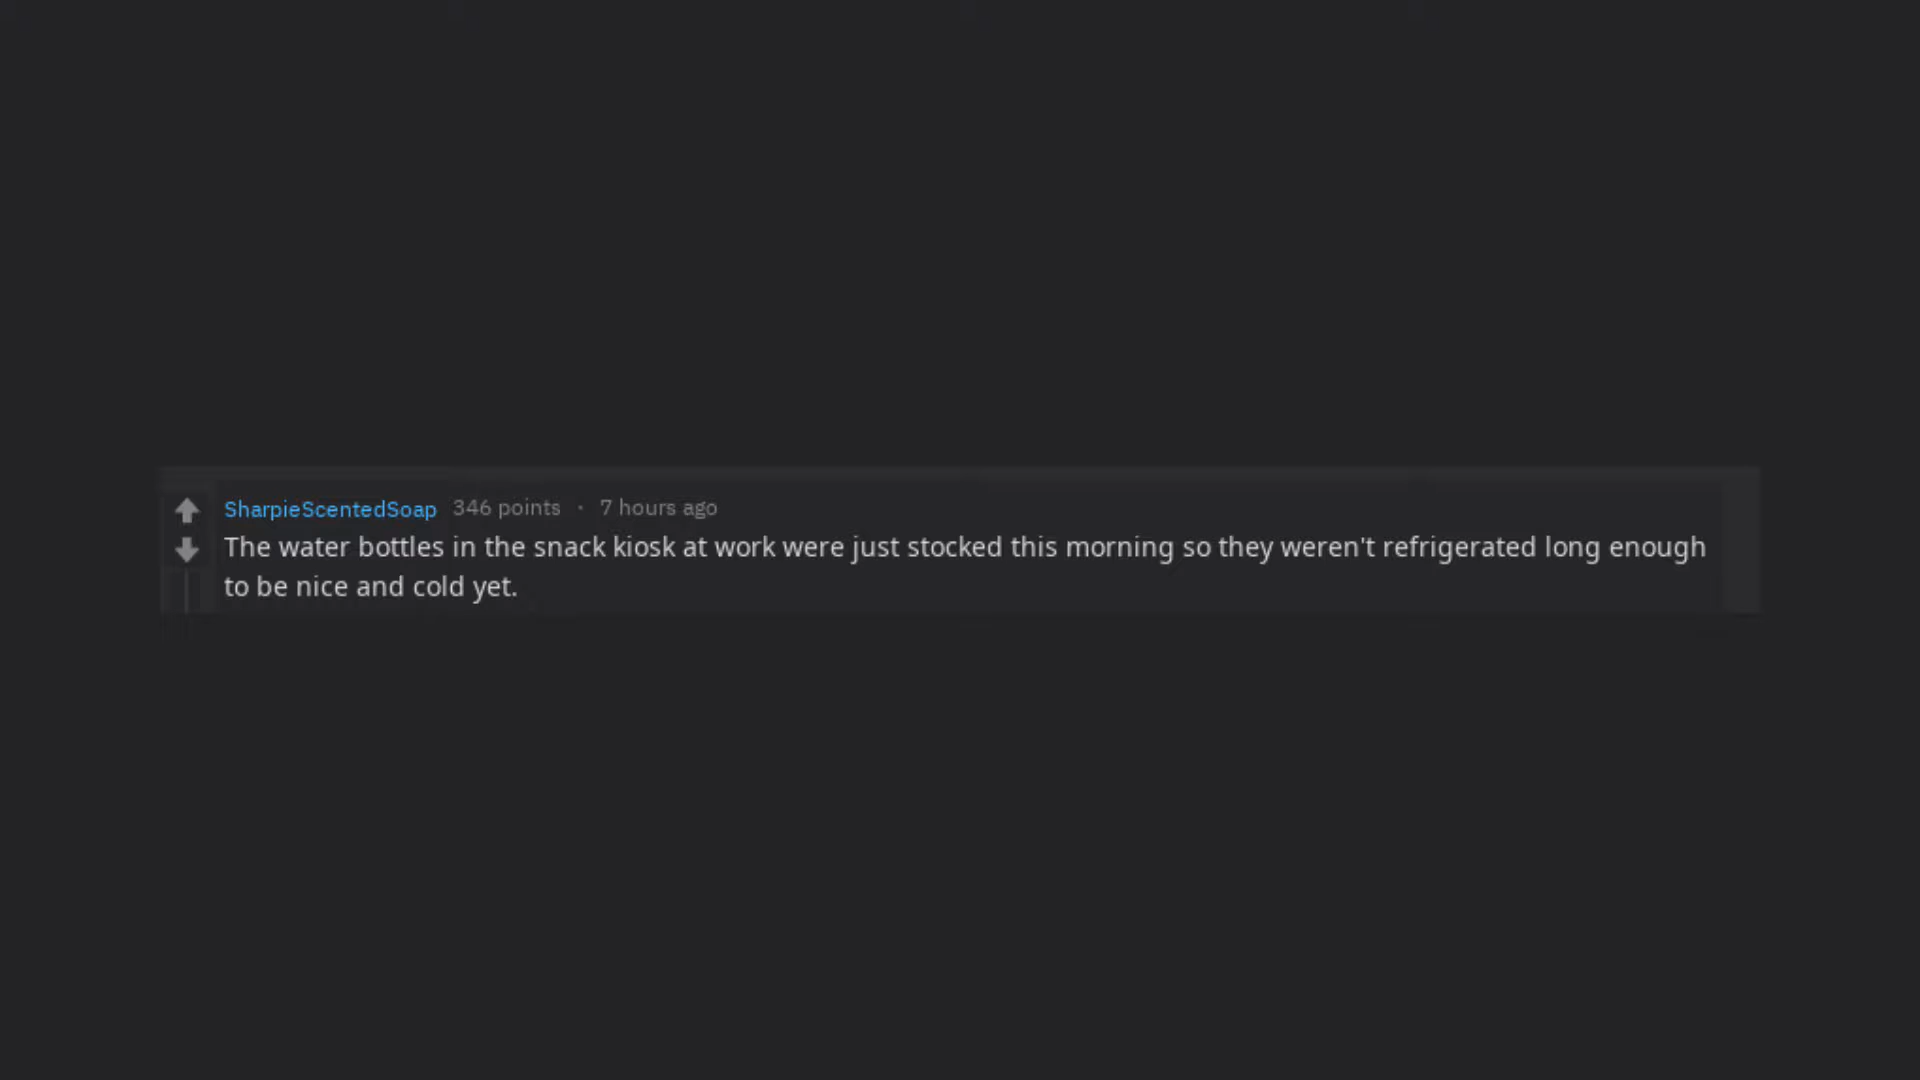 SharpieScentedSoap 346 points · 7 hours ago
The water bottles in the snack kiosk at work were just stocked this morning so they weren't refrigerated long enough
to be nice and cold yet.